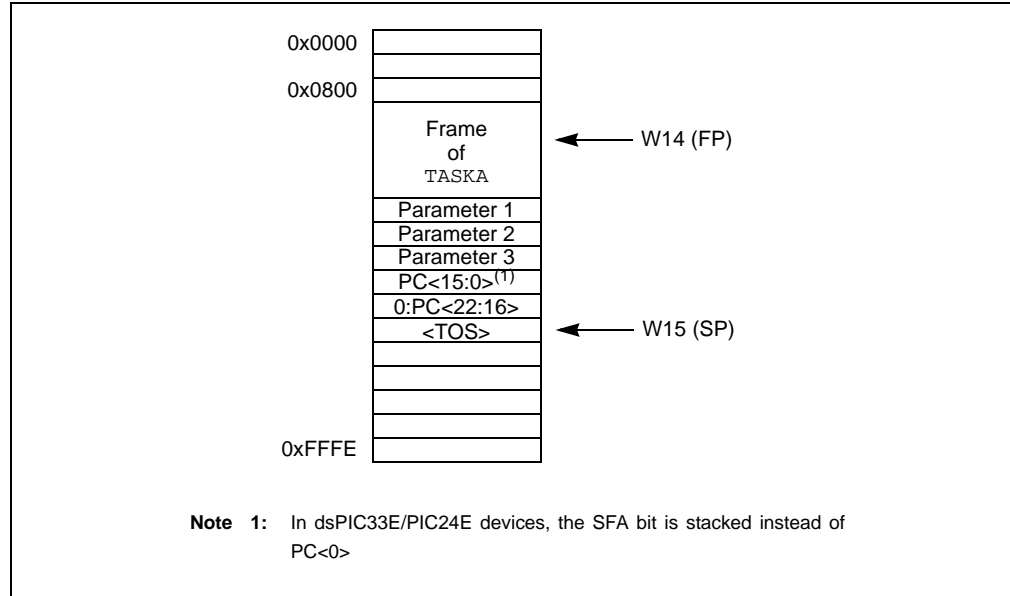 0x0000
0x0800
Frame
of
TASKA
W14 (FP)
Parameter 1
Parameter 2
Parameter 3
PC<15:0>(1)
0:PC<22:16>
<TOS>
W15 (SP)
0xFFFE
Note 1: In dsPIC33E/PIC24E devices, the SFA bit is stacked instead of
PC<0>